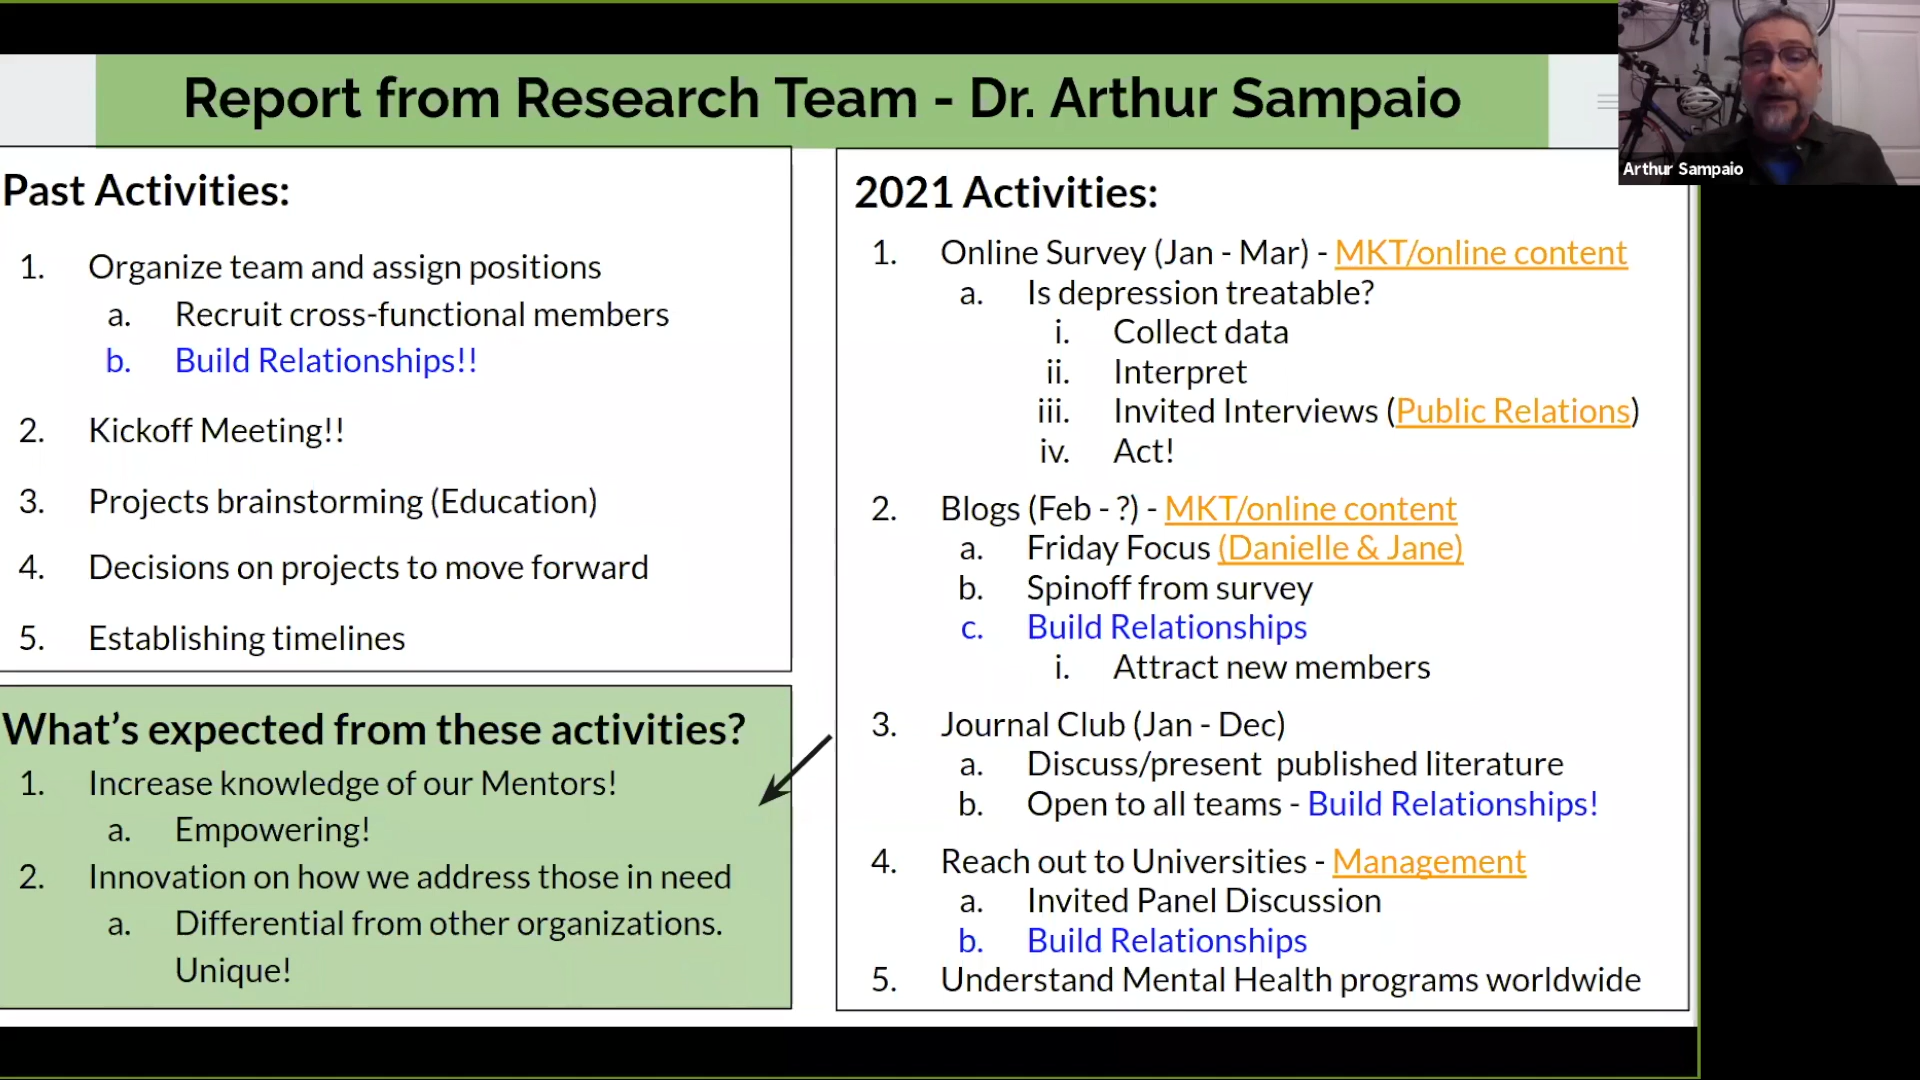 Report from Research Team - Dr. Arthur Sampaio
Arthur Sampaio
Past Activities:
1. Organize team and assign positions
a. Recruit cross-functional members
b. Build Relationships!!
2. Kickoff Meeting!!
3. Projects brainstorming (Education)
4. Decisions on projects to move forward
5. Establishing timelines
What's expected from these activities?
1. Increase knowledge of our Mentors!
a. Empowering!
2. Innovation on how we address those in need
a. Differential from other organizations.
Unique!
2021 Activities:
1. Online Survey (Jan - Mar) - MKT/online content
a. Is depression treatable?
i. Collect data
ii. Interpret
iii. Invited Interviews (Public Relations)
iv. Act!
2. Blogs (Feb - ?) - MKT/online content
a. Friday Focus (Danielle & Jane)
b. Spinoff from survey
c. Build Relationships
i. Attract new members
3. Journal Club (Jan - Dec)
a. Discuss/present published literature
b. Open to all teams - Build Relationships!
4. Reach out to Universities - Management
a. Invited Panel Discussion
b. Build Relationships
5. Understand Mental Health programs worldwide